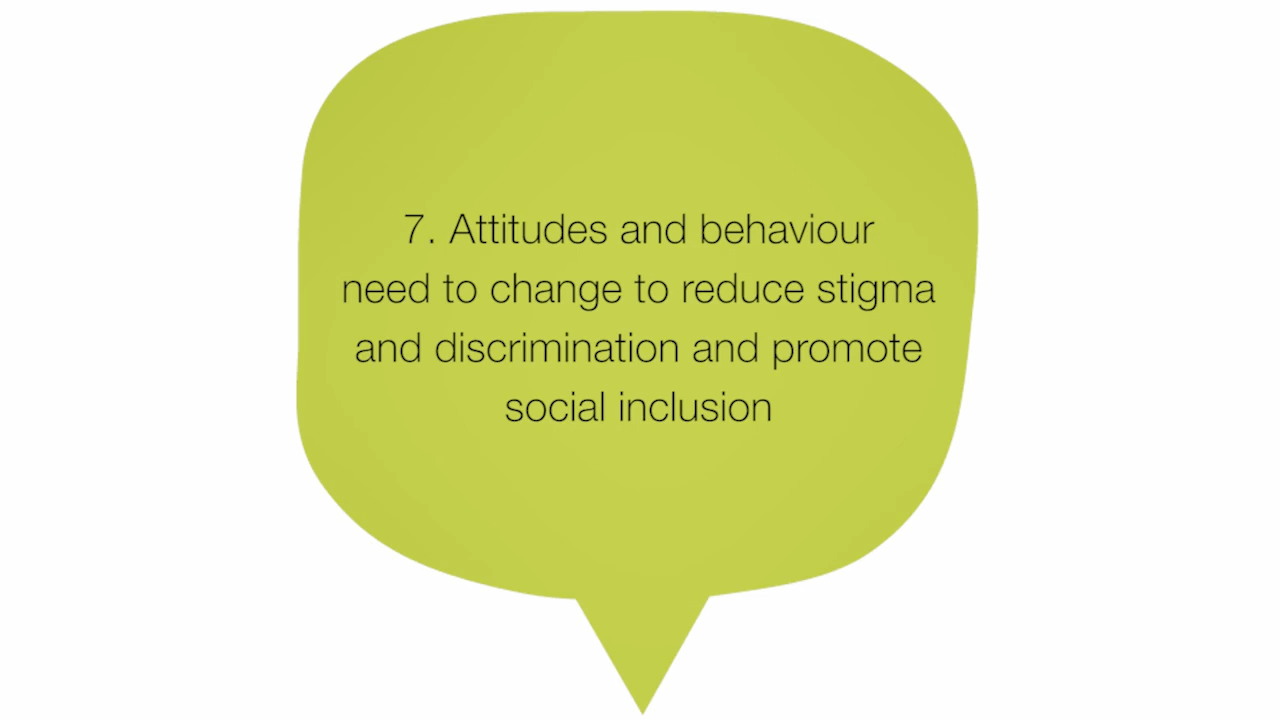 7. Attitudes and behaviour
need to change to reduce stigma
and discrimination and promote
social inclusion